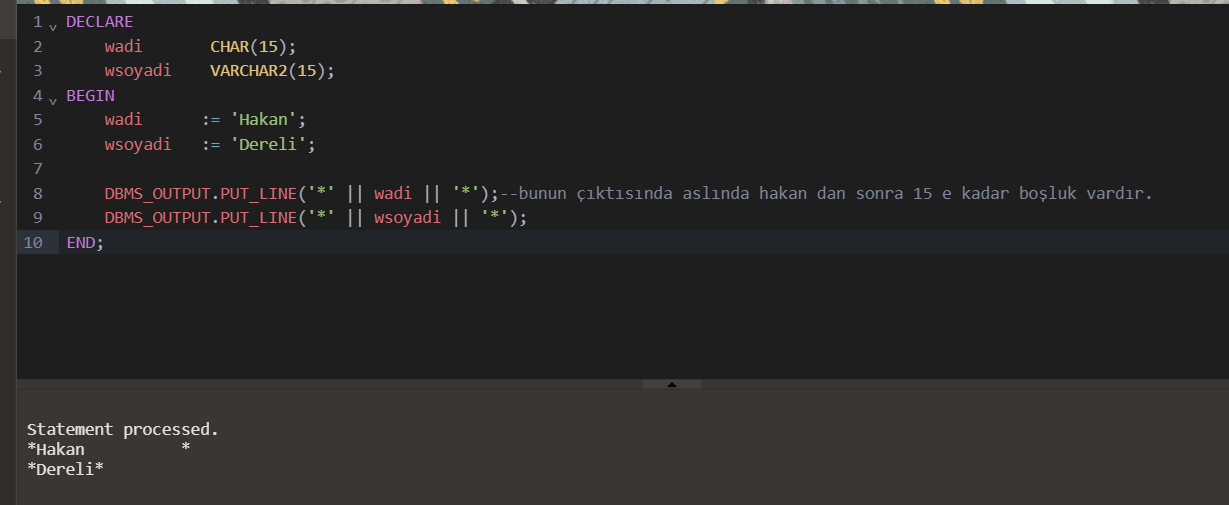 1 DECLARE
2 wadi CHAR(15);
3 wsoyadi VARCHAR2(15);
4 BEGIN
5 wadi := 'Hakan';
6 wsoyadi := 'Dereli';
7
8 DBMS_OUTPUT.PUT_LINE('*' || wadi || '*');--bunun çıktısında aslında hakan dan sonra 15 e kadar boşluk vardır.
9 DBMS_OUTPUT.PUT_LINE('*' || wsoyadi || '*');
10 END;
Statement processed.
*Hakan          *
*Dereli*